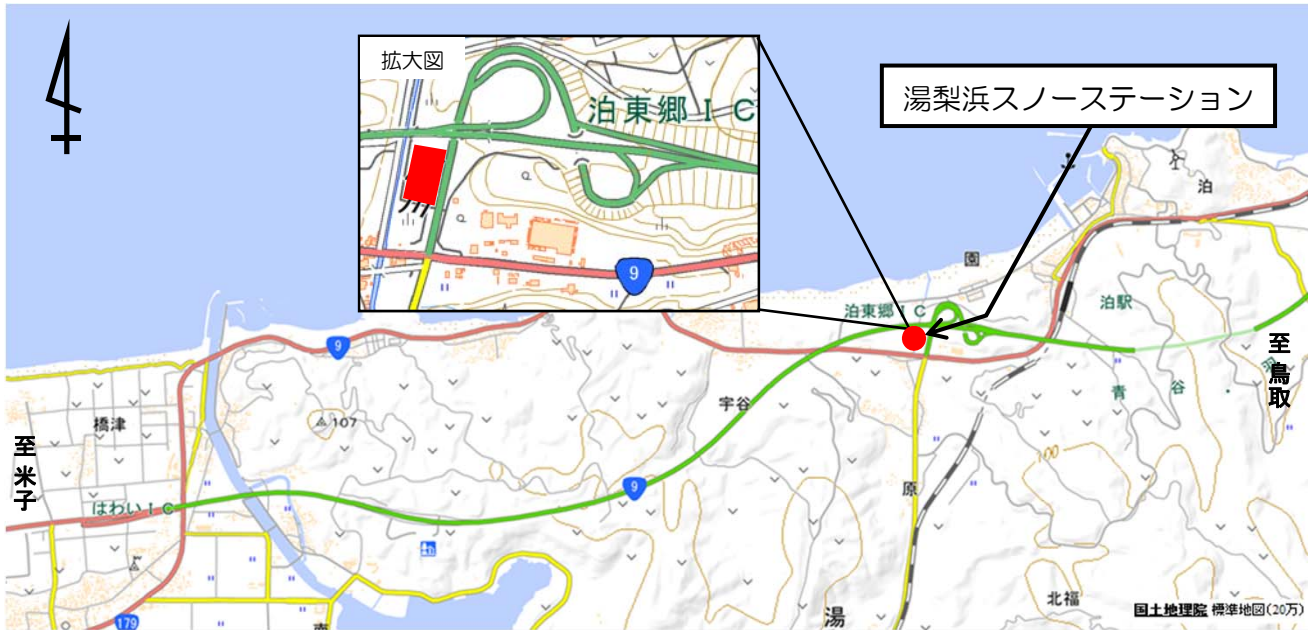 拡大図
泊東郷IC
9
湯梨浜スノーステーション
泊
園
泊東郷IC
泊駅
至鳥取
青谷・羽
9
宇谷
橋津
107
至米子
はわいIC
9
原
100
179
湯
北福
国土地理院 標準地図(20万)